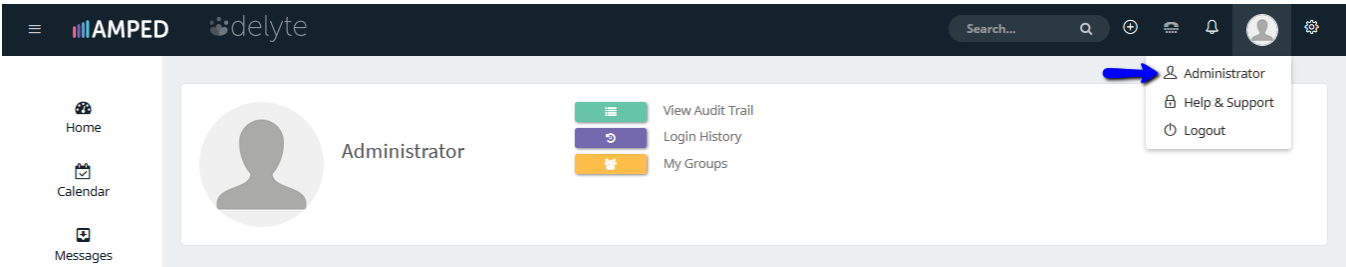 AMPED
delyte
Search...
Administrator
Help & Support
Logout
Home
Calendar
Messages
Administrator
View Audit Trail
Login History
My Groups